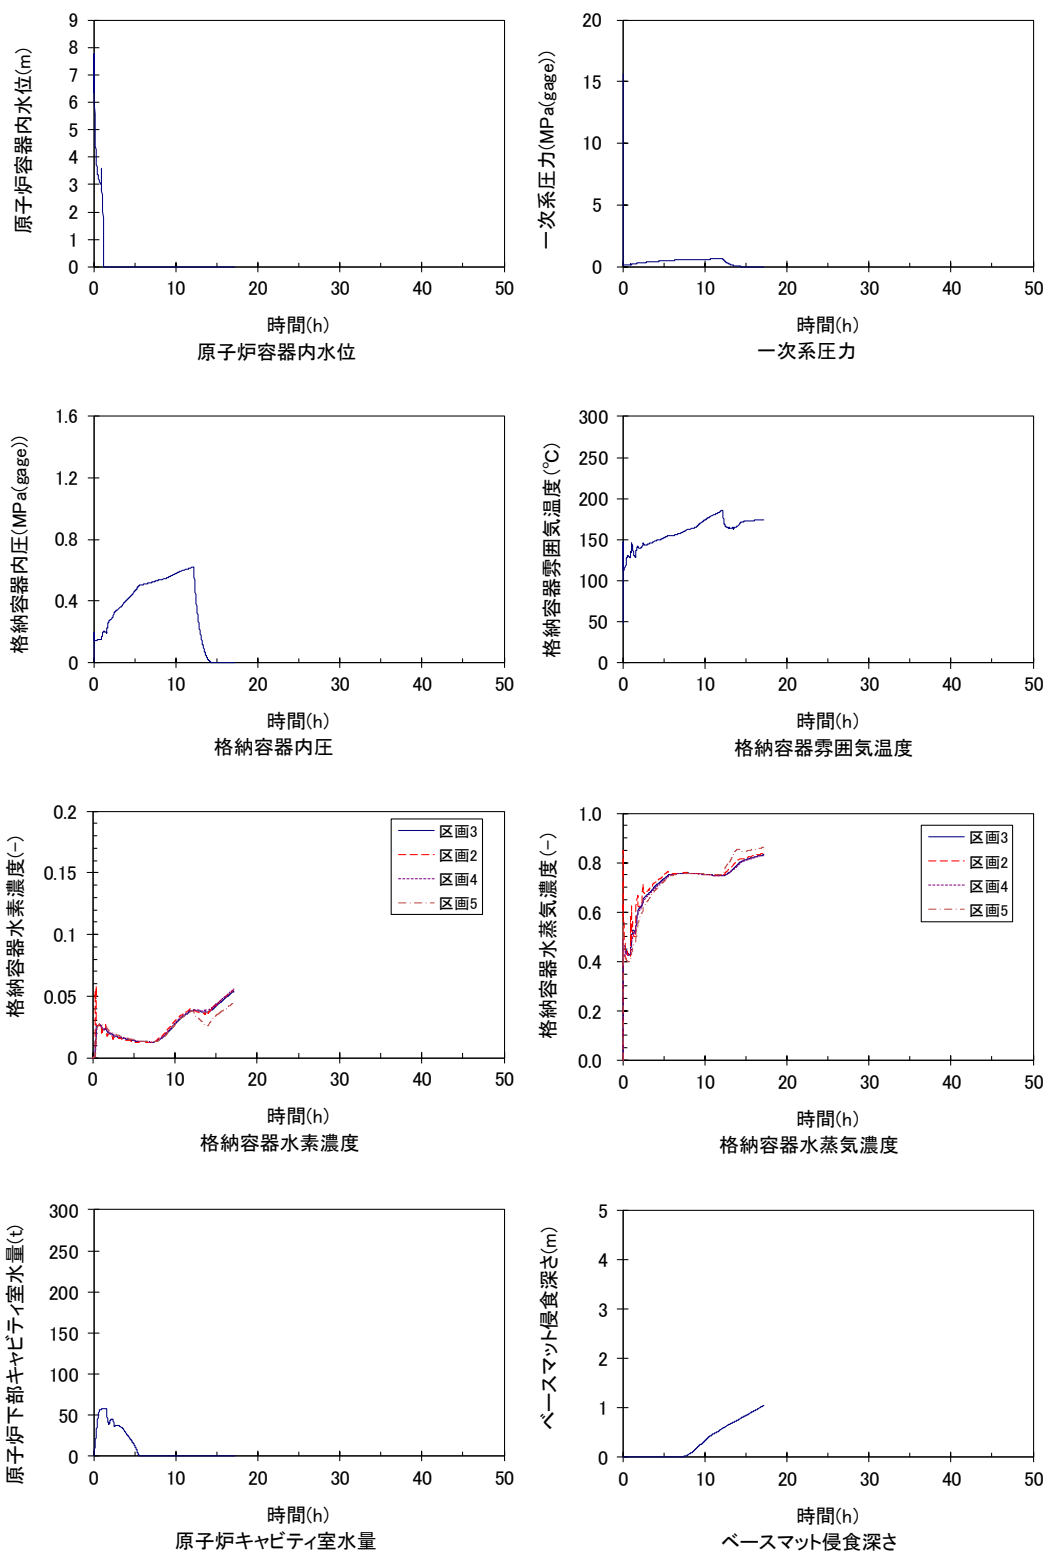 原子炉容器内水位(m)
9
8
7
6
5
4
3
2
1
0
0 10 20 30 40 50
時間(h)
原子炉容器内水位
一次系圧力(MPa(gage))
20
15
10
5
0
0 10 20 30 40 50
時間(h)
一次系圧力
格納容器内圧(MPa(gage))
1.6
1.2
0.8
0.4
0
0 10 20 30 40 50
時間(h)
格納容器内圧
格納容器雰囲気温度(℃)
300
250
200
150
100
50
0
0 10 20 30 40 50
時間(h)
格納容器雰囲気温度
格納容器水素濃度(-)
0.2
0.15
0.1
0.05
0
区画3
区画2
区画4
区画5
0 10 20 30 40 50
時間(h)
格納容器水素濃度
格納容器水蒸気濃度(-)
1.0
0.8
0.6
0.4
0.2
0.0
区画3
区画2
区画4
区画5
0 10 20 30 40 50
時間(h)
格納容器水蒸気濃度
原子炉下部キャビティ室水量(t)
300
250
200
150
100
50
0
0 10 20 30 40 50
時間(h)
原子炉キャビティ室水量
ベースマット侵食深さ(m)
5
4
3
2
1
0
0 10 20 30 40 50
時間(h)
ベースマット侵食深さ